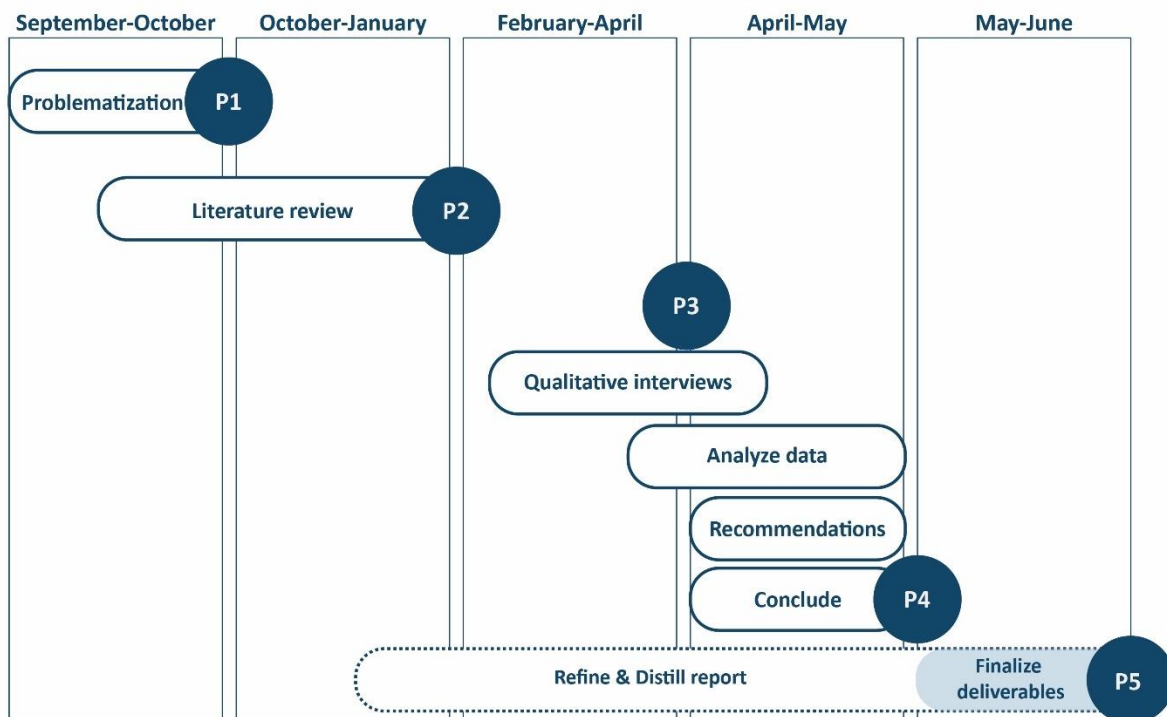 September-October
October-January
February-April
April-May
May-June
Problematization
P1
Literature review
P2
P3
Qualitative interviews
Analyze data
Recommendations
Conclude
P4
Refine & Distill report
Finalize
deliverables
P5